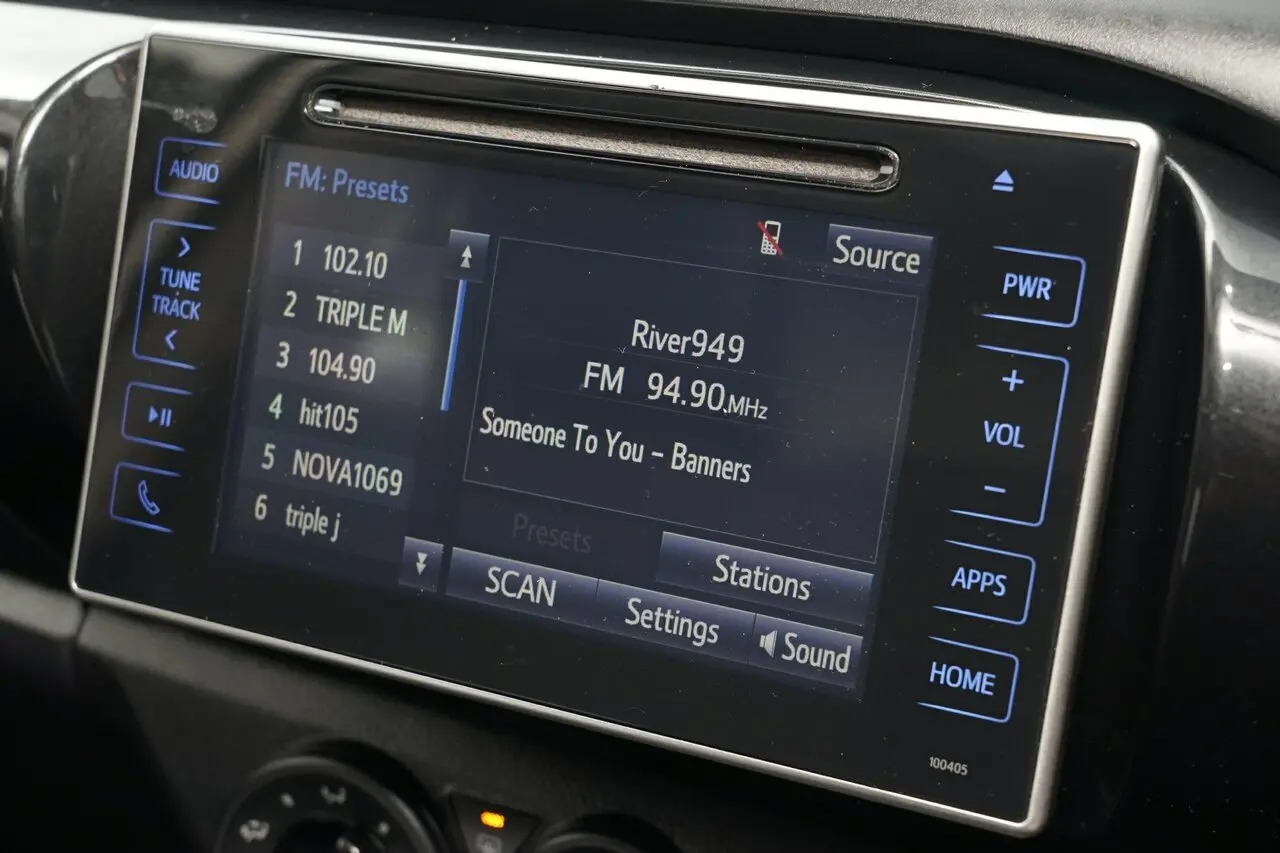 AUDIO
TUNE
TRACK
FM: Presets
1 102.10
2 TRIPLE M
3 104.90
4 hit105
5 NOVA1069
6 triple j
Source
River949
FM 94.90MHz
Someone To You - Banners
Presets
Stations
SCAN
Settings
Sound
PWR
+
VOL
-
APPS
HOME
100405